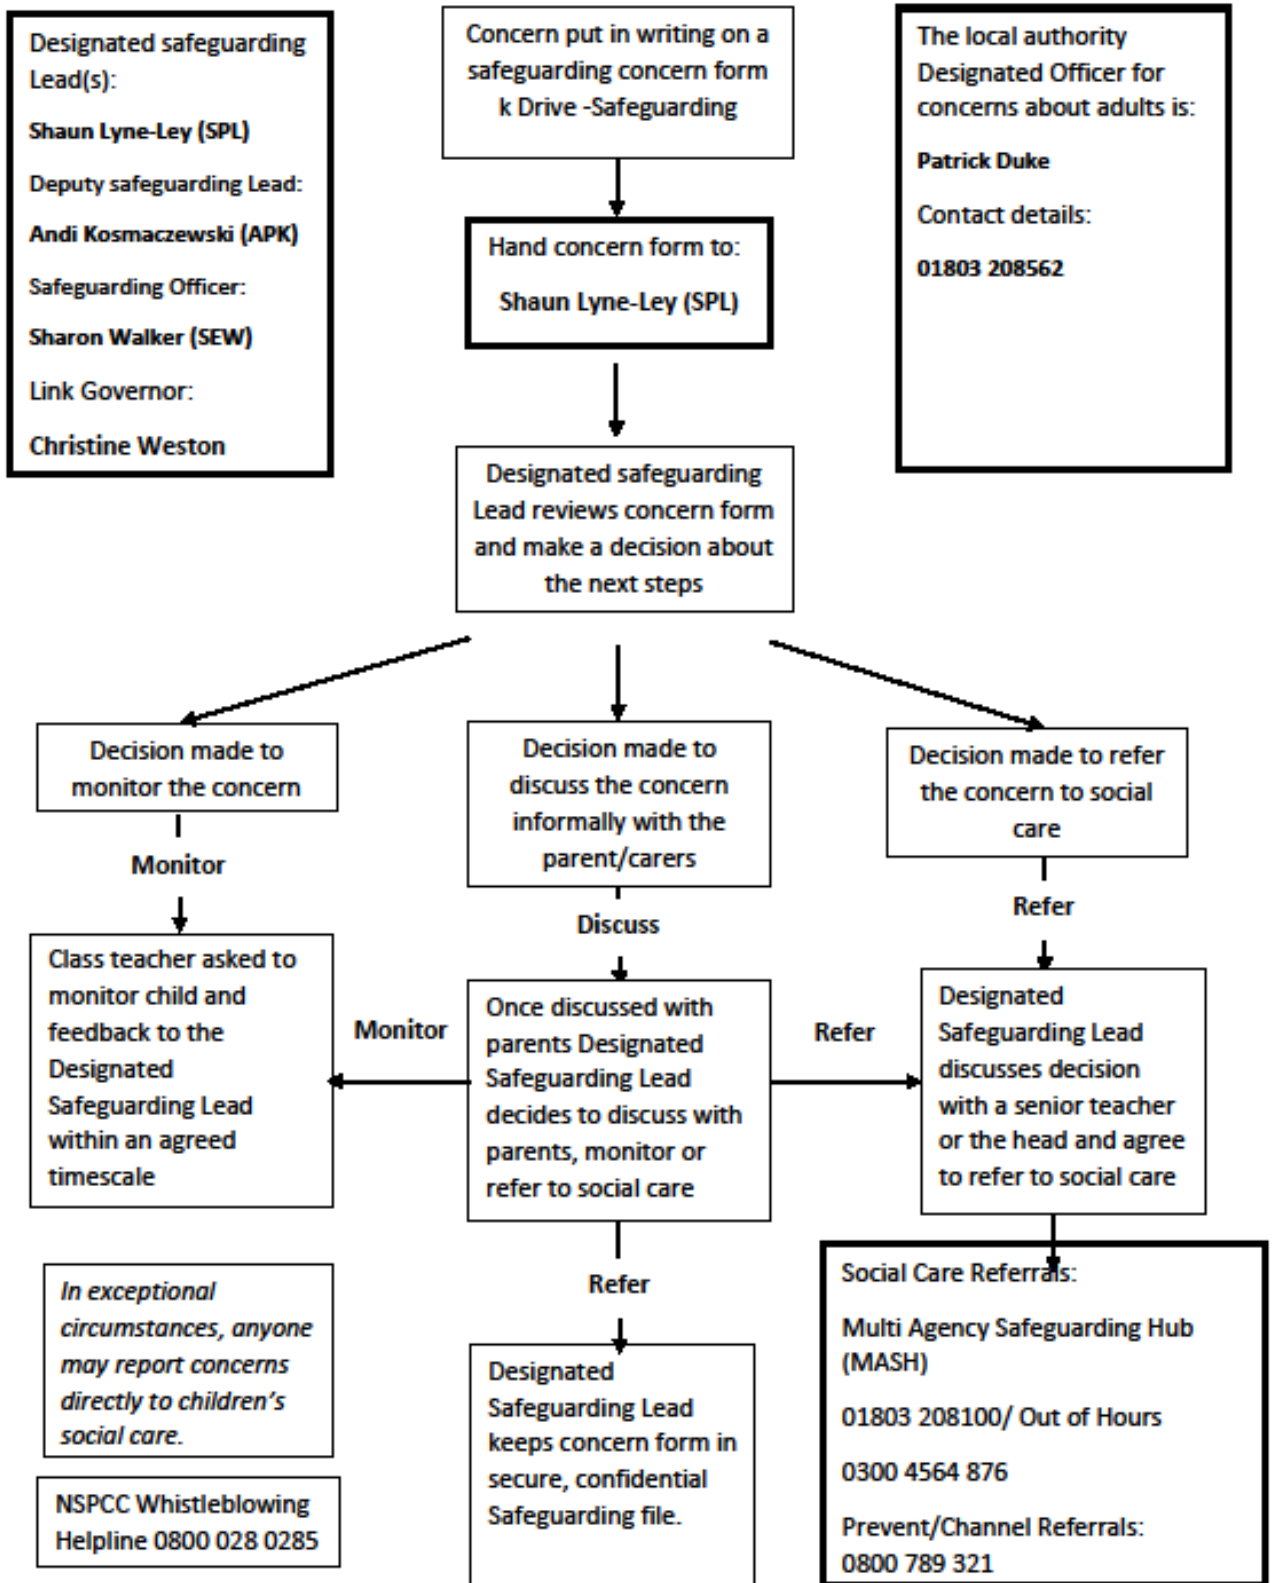 Designated safeguarding
Lead(s):
Shaun Lyne-Ley (SPL)
Deputy safeguarding Lead:
Andi Kosmaczewski (APK)
Safeguarding Officer:
Sharon Walker (SEW)
Link Governor:
Christine Weston
Concern put in writing on a
safeguarding concern form
k Drive -Safeguarding
The local authority
Designated Officer for
concerns about adults is:
Patrick Duke
Contact details:
01803 208562
Hand concern form to:
Shaun Lyne-Ley (SPL)
Designated safeguarding
Lead reviews concern form
and make a decision about
the next steps
Decision made to
monitor the concern
Decision made to
discuss the concern
informally with the
parent/carers
Decision made to refer
the concern to social
care
Monitor
Discuss
Refer
Class teacher asked to
monitor child and
feedback to the
Designated
Safeguarding Lead
within an agreed
timescale
Monitor
Once discussed with
parents Designated
Safeguarding Lead
decides to discuss with
parents, monitor or
refer to social care
Refer
Designated
Safeguarding Lead
discusses decision
with a senior teacher
or the head and agree
to refer to social care
In exceptional
circumstances, anyone
may report concerns
directly to children's
social care.
NSPCC Whistleblowing
Helpline 0800 028 0285
Refer
Designated
Safeguarding Lead
keeps concern form in
secure, confidential
Safeguarding file.
Social Care Referrals:
Multi Agency Safeguarding Hub
(MASH)
01803 208100/ Out of Hours
0300 4564 876
Prevent/Channel Referrals:
0800 789 321